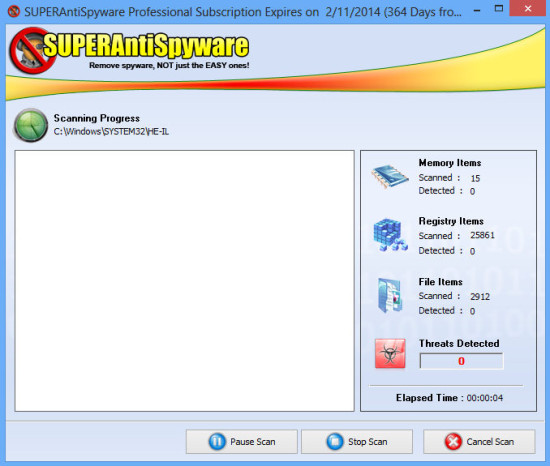 SUPERAntiSpyware Professional Subscription Expires on 2/11/2014 (364 Days fro...
SUPERAntiSpyware
Remove spyware, NOT just the EASY ones!
Scanning Progress
C:\Windows\SYSTEM32\HE-IL
Memory Items
Scanned : 15
Detected : 0
Registry Items
Scanned : 25861
Detected : 0
File Items
Scanned : 2912
Detected : 0
Threats Detected
0
Elapsed Time : 00:00:04
Pause Scan
Stop Scan
Cancel Scan